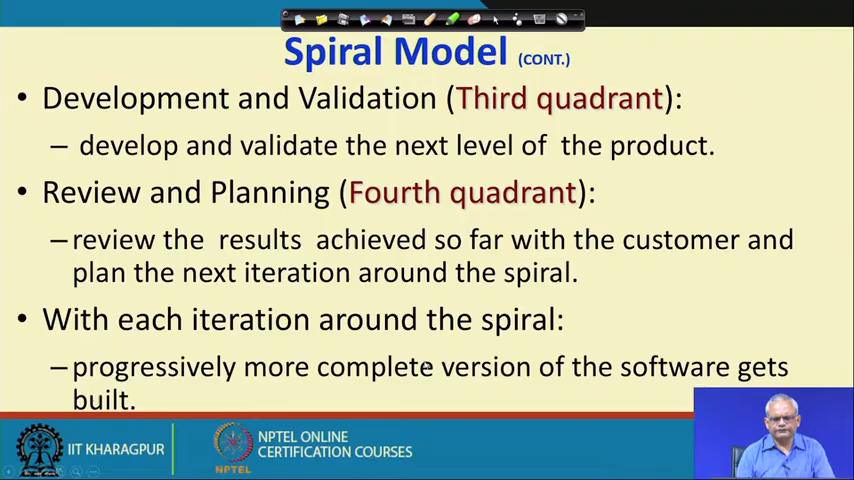 Spiral Model (CONT.)
• Development and Validation (Third quadrant):
– develop and validate the next level of the product.
• Review and Planning (Fourth quadrant):
– review the results achieved so far with the customer and
plan the next iteration around the spiral.
• With each iteration around the spiral:
– progressively more complete version of the software gets
built.
IIT KHARAGPUR
NPTEL
NPTEL ONLINE
CERTIFICATION COURSES